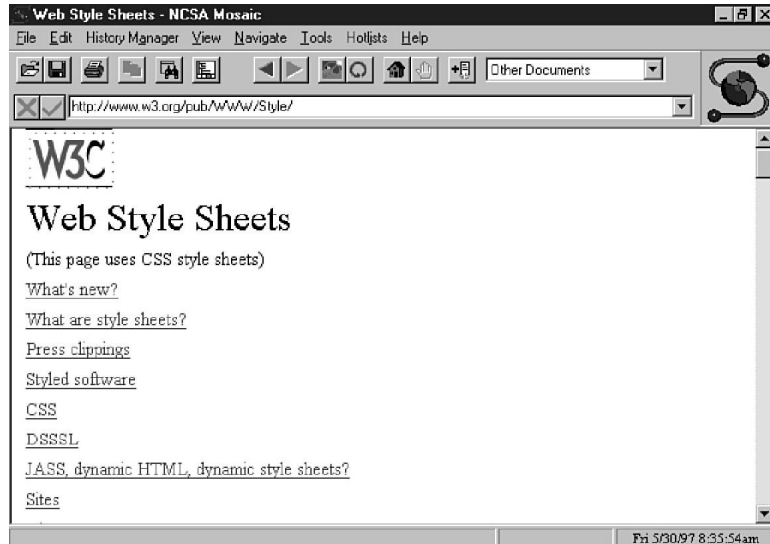 Web Style Sheets - NCSA Mosaic
File Edit History Manager View Navigate Tools Hotlists Help
Other Documents
http://www.w3.org/pub/WWW/Style/
W3C
Web Style Sheets
(This page uses CSS style sheets)
What's new?
What are style sheets?
Press clippings
Styled software
CSS
DSSSL
JASS, dynamic HTML, dynamic style sheets?
Sites
Fri 5/30/97 8:35:54am